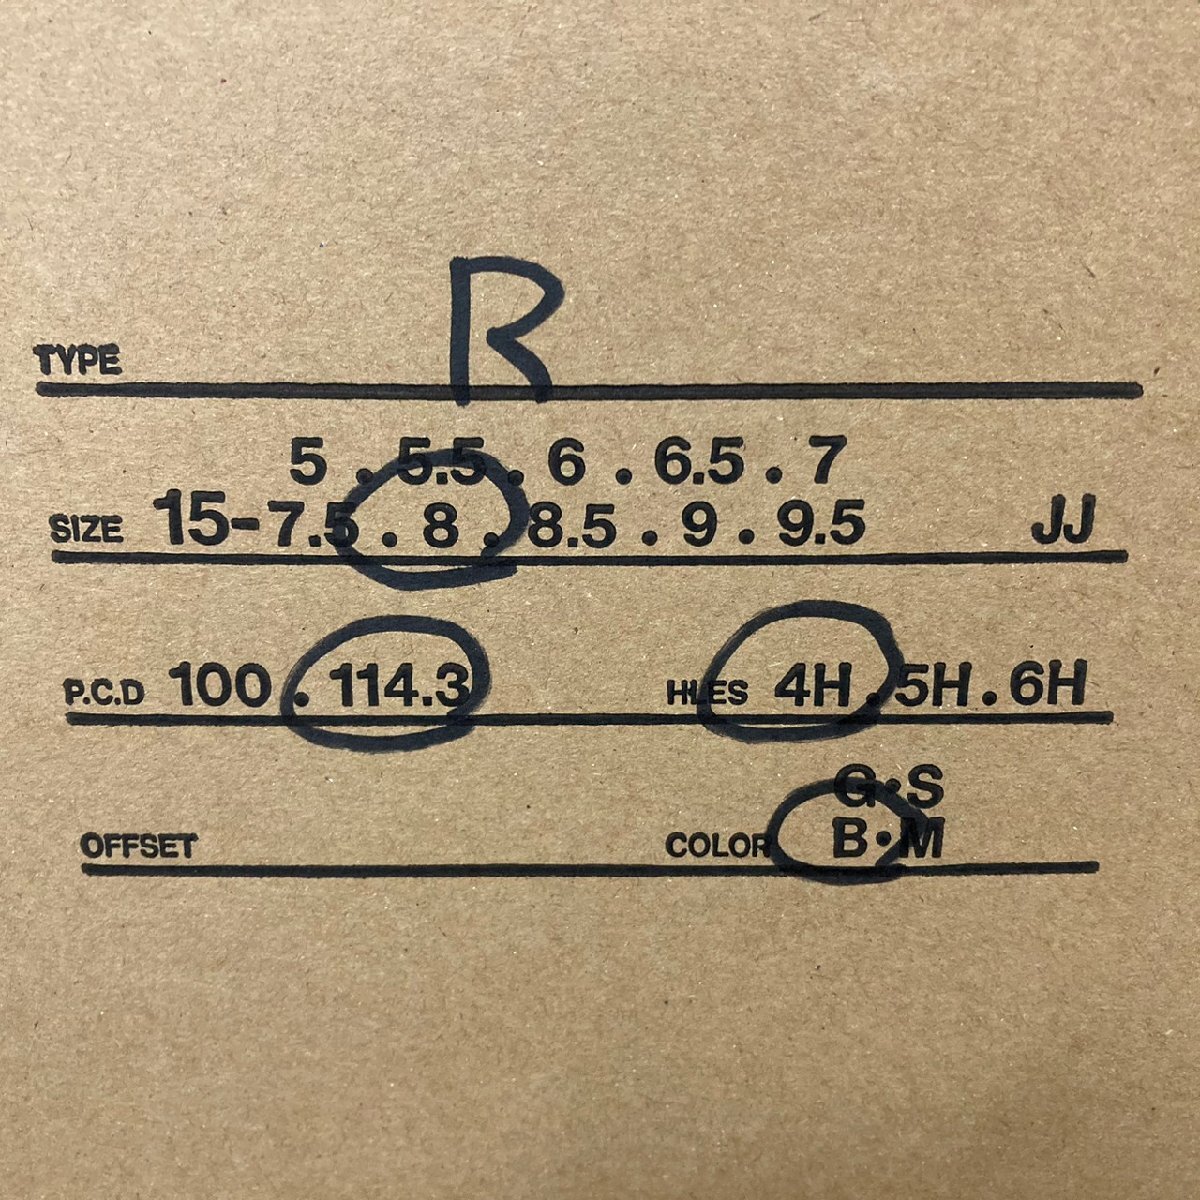 R
TYPE
5 . 5.5 . 6 . 6.5 . 7
SIZE 15-7.5 . 8 . 8.5 . 9 . 9.5 JJ
P.C.D 100 . 114.3 HLES 4H . 5H . 6H
G·S
OFFSET COLOR B·M